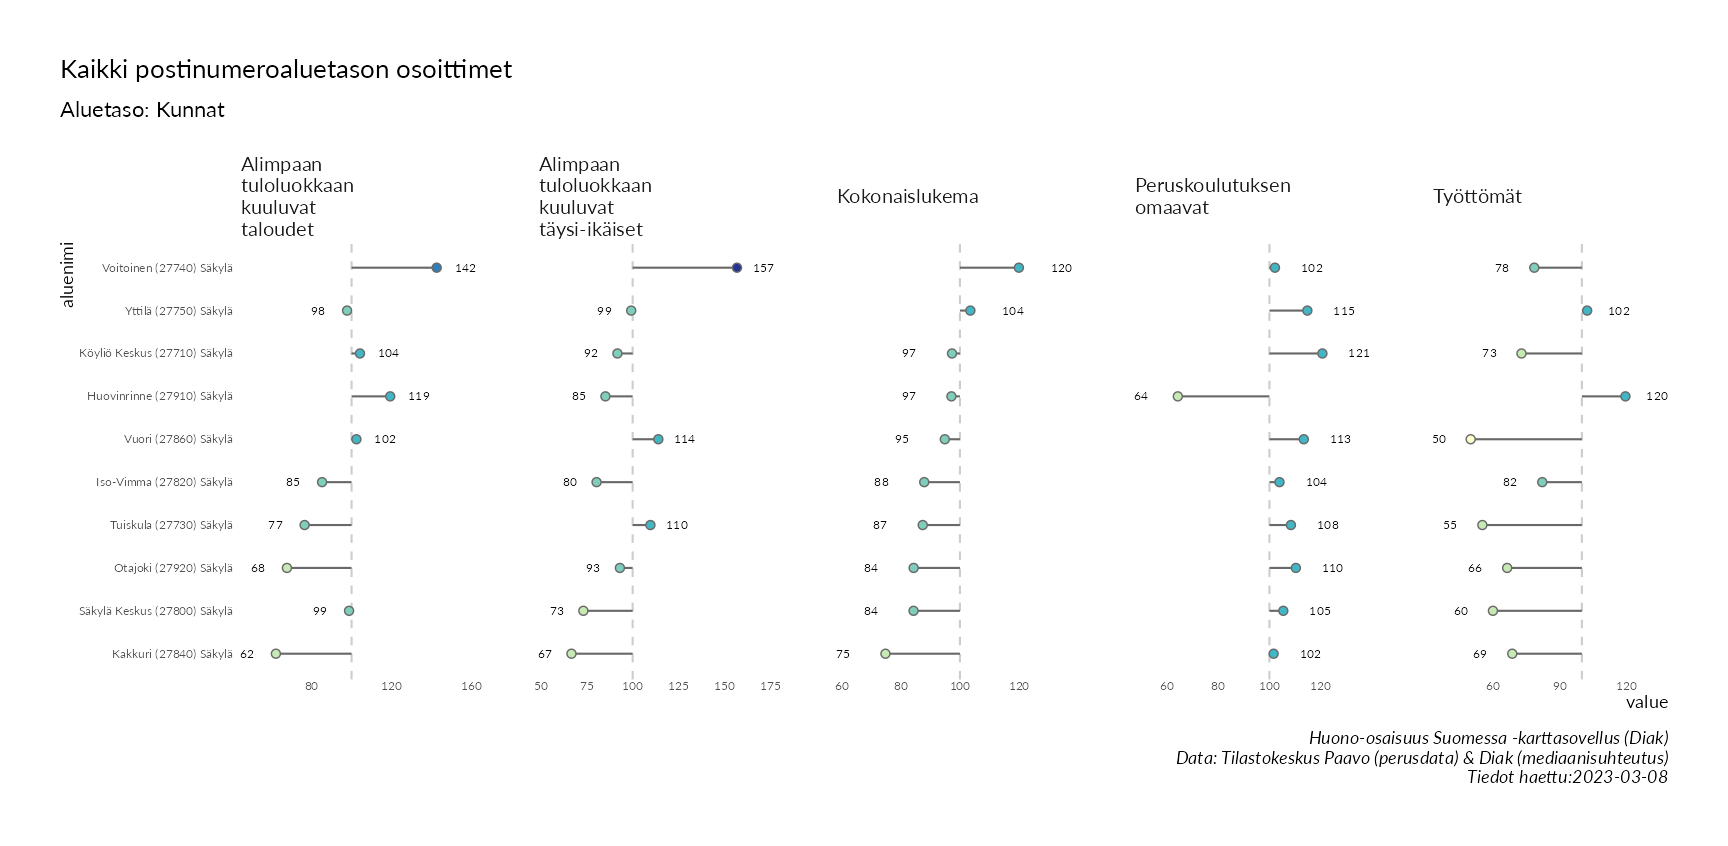 Kaikki postinumeroaluetason osoittimet
Aluetaso: Kunnat
Alimpaan
tuloluokkaan
kuuluvat
taloudet
Alimpaan
tuloluokkaan
kuuluvat
täysi-ikäiset
Kokonaislukema
Peruskoulutuksen
omaavat
Työttömät
aluenimi
Voitoinen (27740) Säkylä 142 157 120 102 78
Yttilä (27750) Säkylä 98 99 104 115 102
Köyliö Keskus (27710) Säkylä 104 92 97 121 73
Huovinrinne (27910) Säkylä 119 85 97 64 120
Vuori (27860) Säkylä 102 114 95 113 50
Iso-Vimma (27820) Säkylä 85 80 88 104 82
Tuiskula (27730) Säkylä 77 110 87 108 55
Otajoki (27920) Säkylä 68 93 84 110 66
Säkylä Keskus (27800) Säkylä 99 73 84 105 60
Kakkuri (27840) Säkylä 62 67 75 102 69
80 120 160 50 75 100 125 150 175 60 80 100 120 60 80 100 120 60 90 120
value
Huono-osaisuus Suomessa -karttasovellus (Diak)
Data: Tilastokeskus Paavo (perusdata) & Diak (mediaanisuhteutus)
Tiedot haettu:2023-03-08